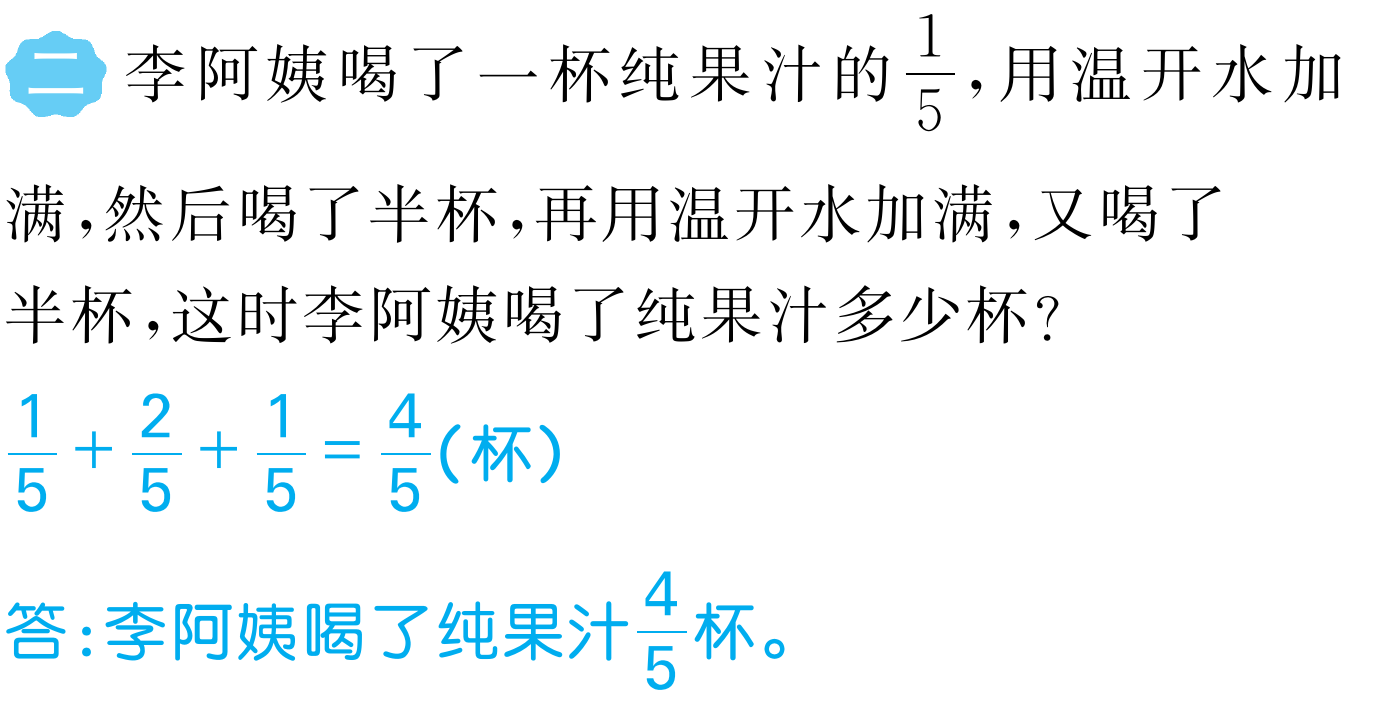 二 李阿姨喝了一杯纯果汁的1/5,用温开水加
满,然后喝了半杯,再用温开水加满,又喝了
半杯,这时李阿姨喝了纯果汁多少杯?
1/5+2/5+1/5=4/5(杯)
答:李阿姨喝了纯果汁4/5杯。